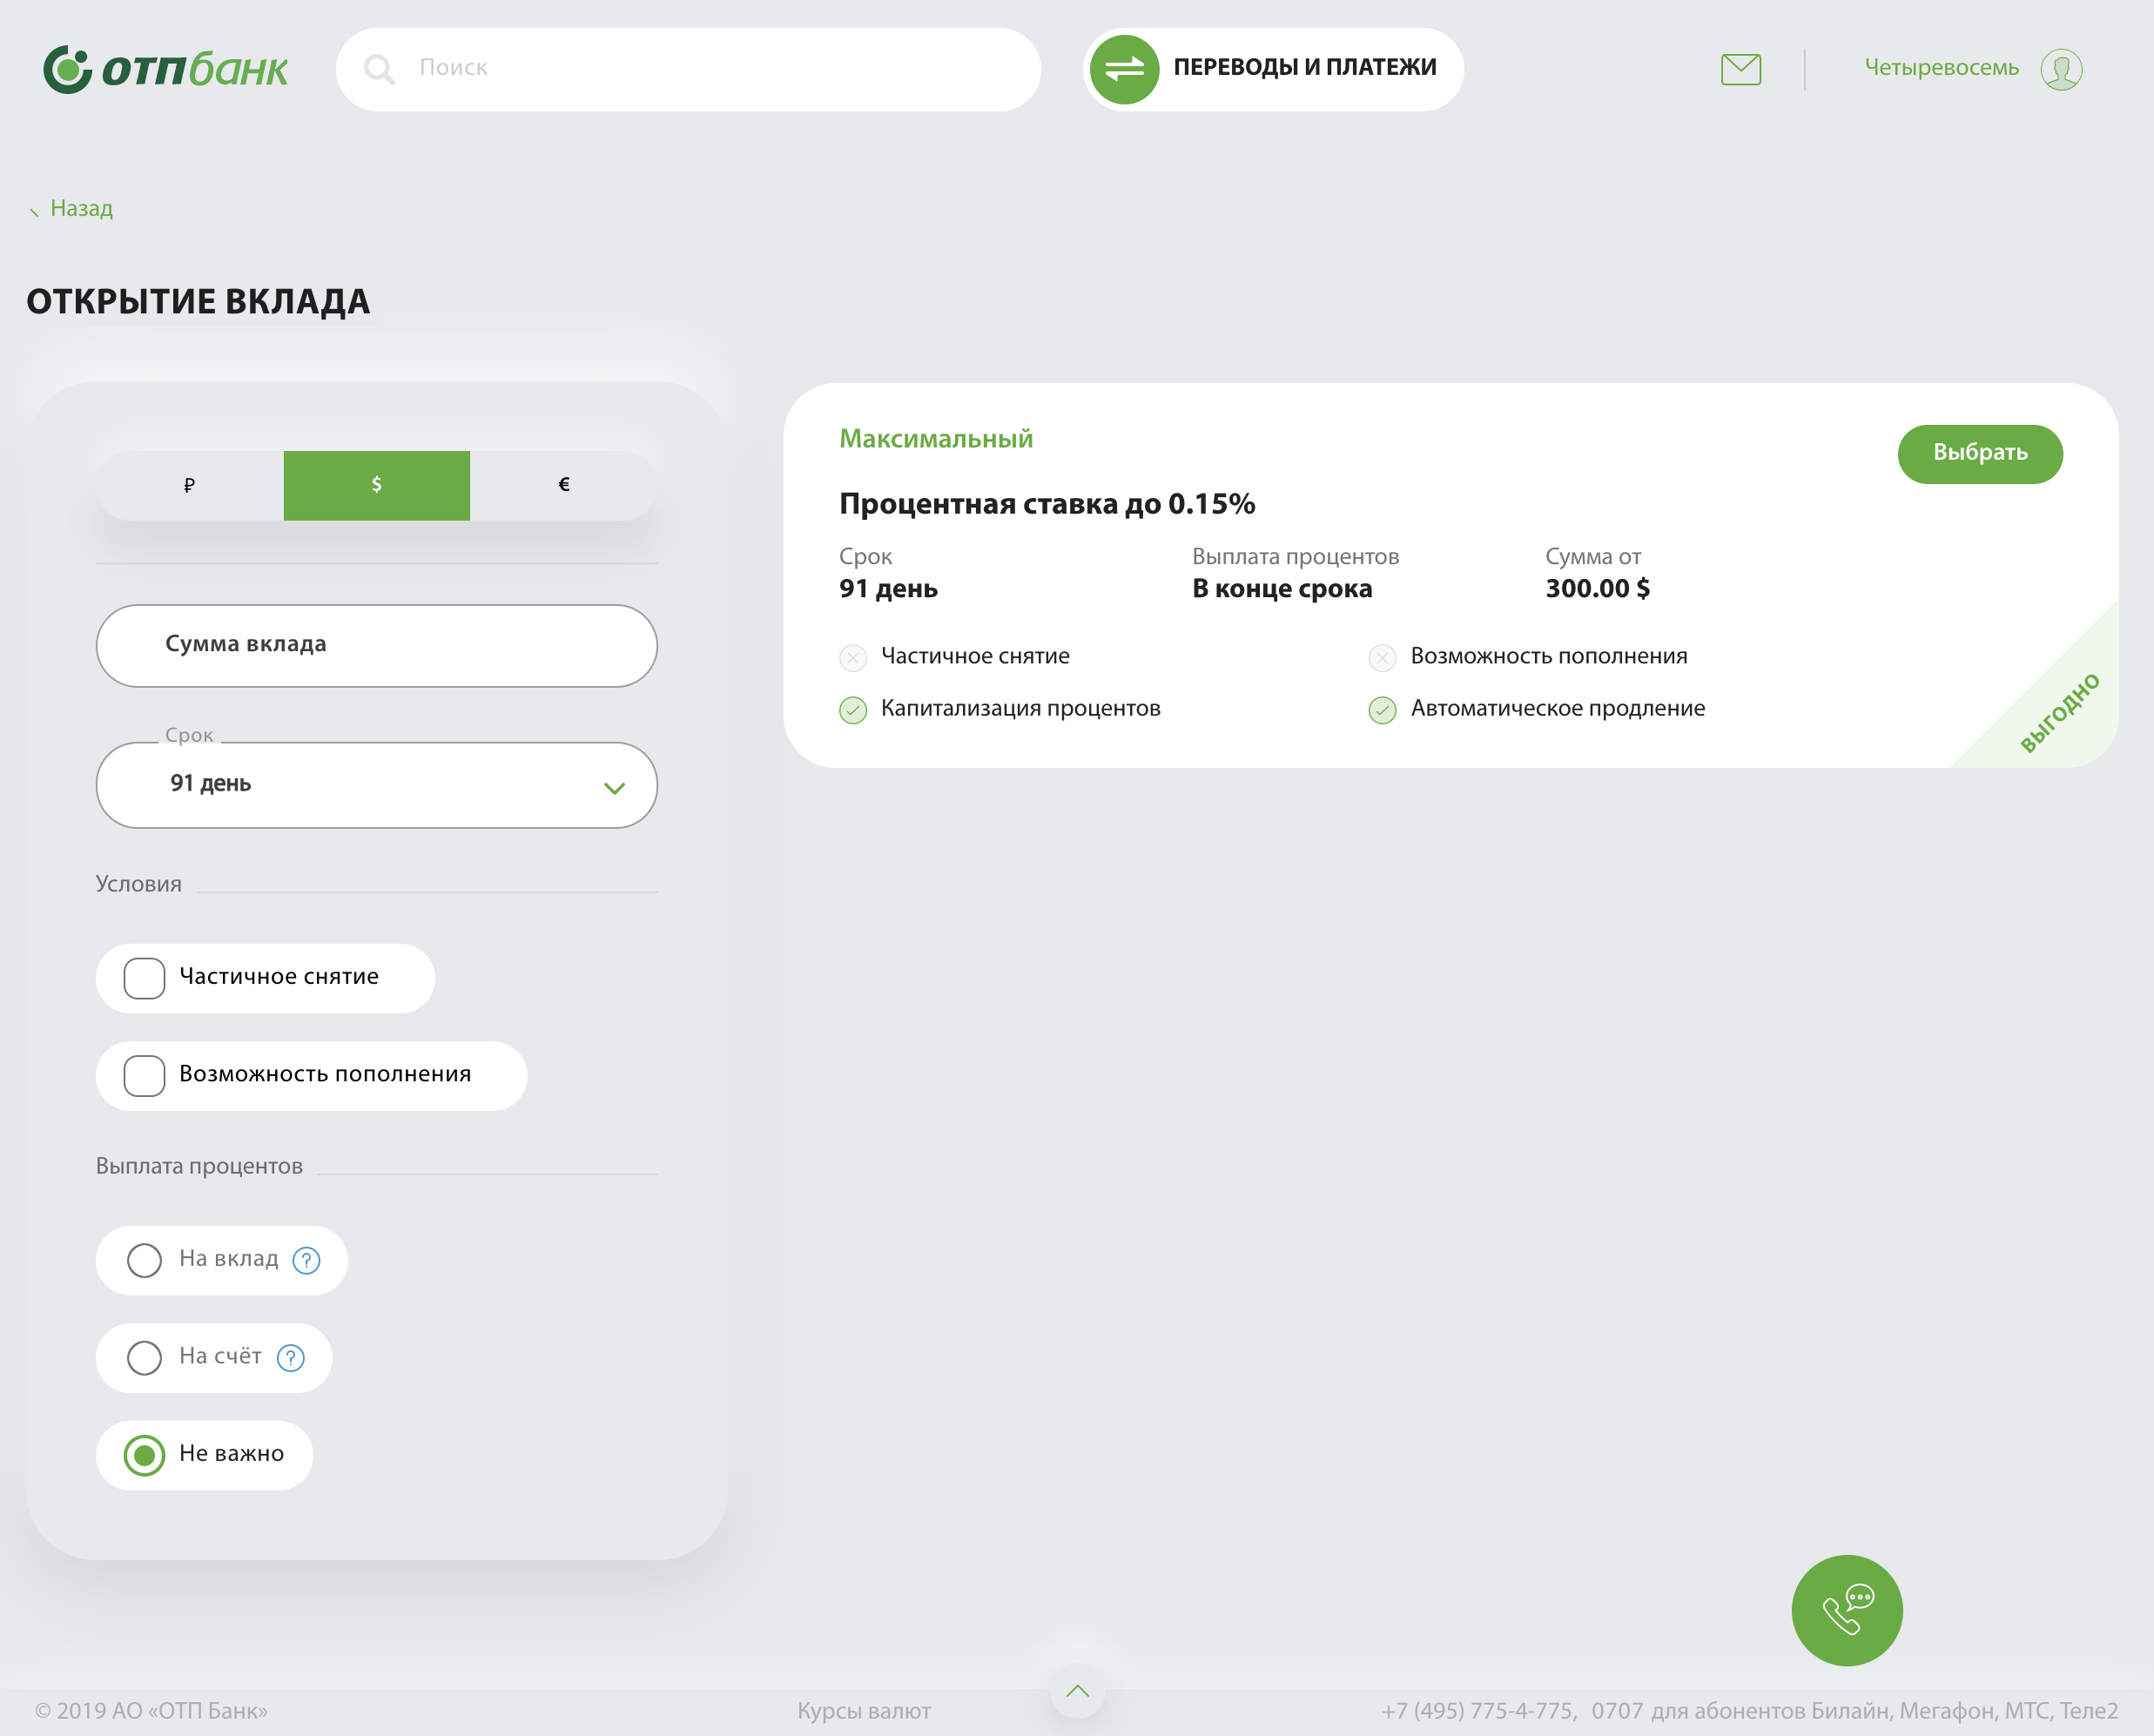 отпбанк
Поиск
ПЕРЕВОДЫ И ПЛАТЕЖИ
Четыревосемь
Назад
ОТКРЫТИЕ ВКЛАДА
₽
$
€
Сумма вклада
Срок
91 день
Условия
Частичное снятие
Возможность пополнения
Выплата процентов
На вклад ?
На счёт ?
Не важно
Максимальный
Выбрать
Процентная ставка до 0.15%
Срок
91 день
Выплата процентов
В конце срока
Сумма от
300.00 $
Частичное снятие
Возможность пополнения
Капитализация процентов
Автоматическое продление
ВЫГОДНО
© 2019 АО «ОТП Банк»
Курсы валют
+7 (495) 775-4-775, 0707 для абонентов Билайн, Мегафон, МТС, Теле2